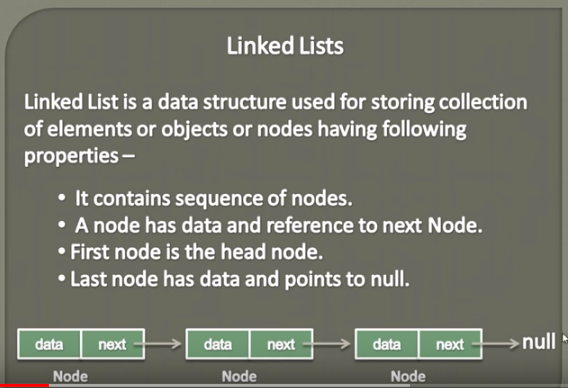 Linked Lists
Linked List is a data structure used for storing collection
of elements or objects or nodes having following
properties –
• It contains sequence of nodes.
• A node has data and reference to next Node.
• First node is the head node.
• Last node has data and points to null.
data next data next data next null
Node Node Node